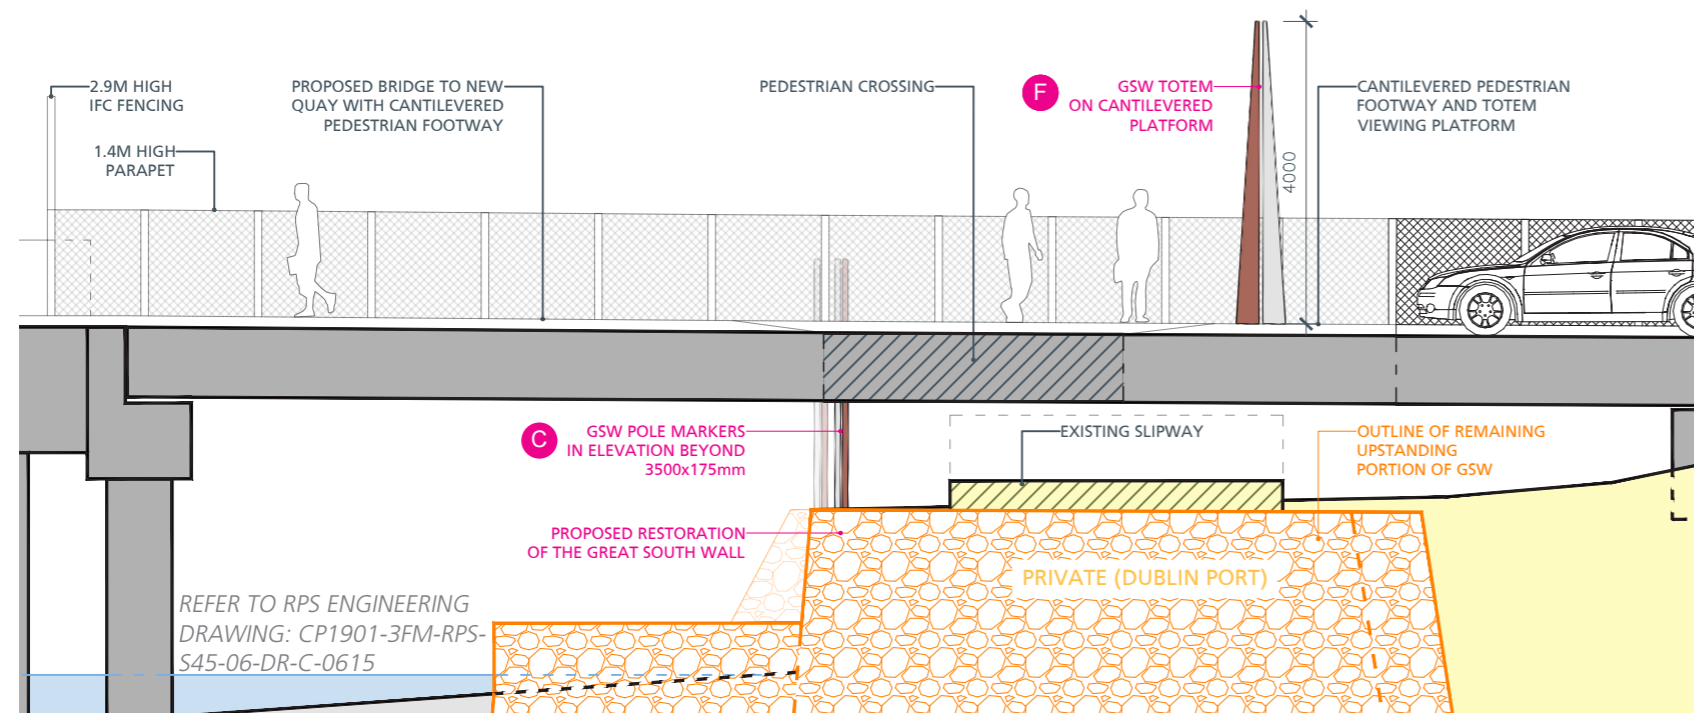 2.9M HIGH
IFC FENCING
PROPOSED BRIDGE TO NEW
QUAY WITH CANTILEVERED
PEDESTRIAN FOOTWAY
PEDESTRIAN CROSSING
F
GSW TOTEM
ON CANTILEVERED
PLATFORM
CANTILEVERED PEDESTRIAN
FOOTWAY AND TOTEM
VIEWING PLATFORM
1.4M HIGH
PARAPET
4000
C
GSW POLE MARKERS
IN ELEVATION BEYOND
3500x175mm
EXISTING SLIPWAY
OUTLINE OF REMAINING
UPSTANDING
PORTION OF GSW
PROPOSED RESTORATION
OF THE GREAT SOUTH WALL
PRIVATE (DUBLIN PORT)
REFER TO RPS ENGINEERING
DRAWING: CP1901-3FM-RPS-
S45-06-DR-C-0615